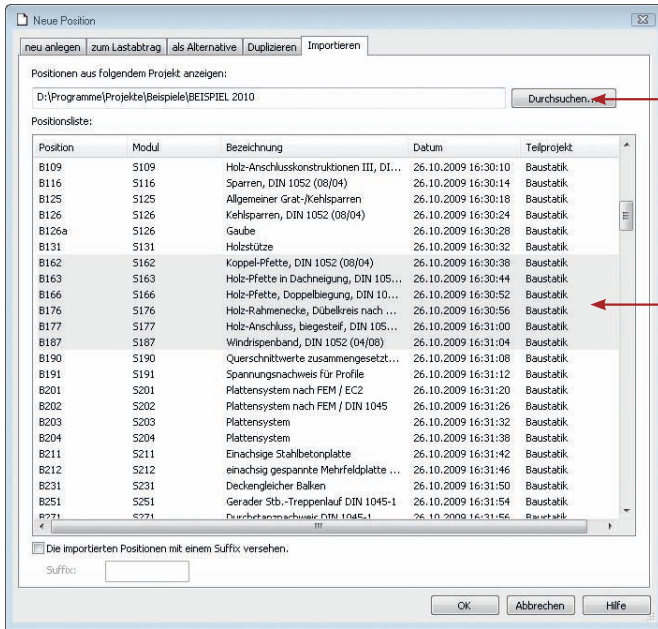 Neue Position
neu anlegen zum Lastabtrag als Alternative Duplizieren Importieren
Positionen aus folgendem Projekt anzeigen:
D:\Programme\Projekte\Beispiele\BEISPIEL 2010 Durchsuchen...
Positionsliste:
Position Modul Bezeichnung Datum Teilprojekt
B109 S109 Holz-Anschlusskonstruktionen III, DI... 26.10.2009 16:30:10 Baustatik
B116 S116 Sparren, DIN 1052 (08/04) 26.10.2009 16:30:14 Baustatik
B125 S125 Allgemeiner Grat-/Kehlsparren 26.10.2009 16:30:18 Baustatik
B126 S126 Kehlsparren, DIN 1052 (08/04) 26.10.2009 16:30:24 Baustatik
B126a S126 Gaube 26.10.2009 16:30:28 Baustatik
B131 S131 Holzstütze 26.10.2009 16:30:32 Baustatik
B162 S162 Koppel-Pfette, DIN 1052 (08/04) 26.10.2009 16:30:38 Baustatik
B163 S163 Holz-Pfette in Dachneigung, DIN 105... 26.10.2009 16:30:44 Baustatik
B166 S166 Holz-Pfette, Doppelbiegung, DIN 10... 26.10.2009 16:30:52 Baustatik
B176 S176 Holz-Rahmenecke, Dübelkreis nach ... 26.10.2009 16:30:56 Baustatik
B177 S177 Holz-Anschluss, biegesteif, DIN 105... 26.10.2009 16:31:00 Baustatik
B187 S187 Windrispenband, DIN 1052 (04/08) 26.10.2009 16:31:04 Baustatik
B190 S190 Querschnittwerte zusammengesetzt... 26.10.2009 16:31:08 Baustatik
B191 S191 Spannungsnachweis für Profile 26.10.2009 16:31:12 Baustatik
B201 S201 Plattensystem nach FEM / EC2 26.10.2009 16:31:20 Baustatik
B202 S202 Plattensystem nach FEM / DIN 1045 26.10.2009 16:31:26 Baustatik
B203 S203 Plattensystem 26.10.2009 16:31:32 Baustatik
B204 S204 Plattensystem 26.10.2009 16:31:38 Baustatik
B211 S211 Einachsige Stahlbetonplatte 26.10.2009 16:31:42 Baustatik
B212 S212 einachsig gespannte Mehrfeldplatte ... 26.10.2009 16:31:46 Baustatik
B231 S231 Deckengleicher Balken 26.10.2009 16:31:50 Baustatik
B251 S251 Gerader Stb.-Treppenlauf DIN 1045-1 26.10.2009 16:31:54 Baustatik
B271 S271 Durchstanznachweis DIN 1045-1 26.10.2009 16:31:56 Baustatik
Die importierten Positionen mit einem Suffix versehen.
Suffix:
OK Abbrechen Hilfe